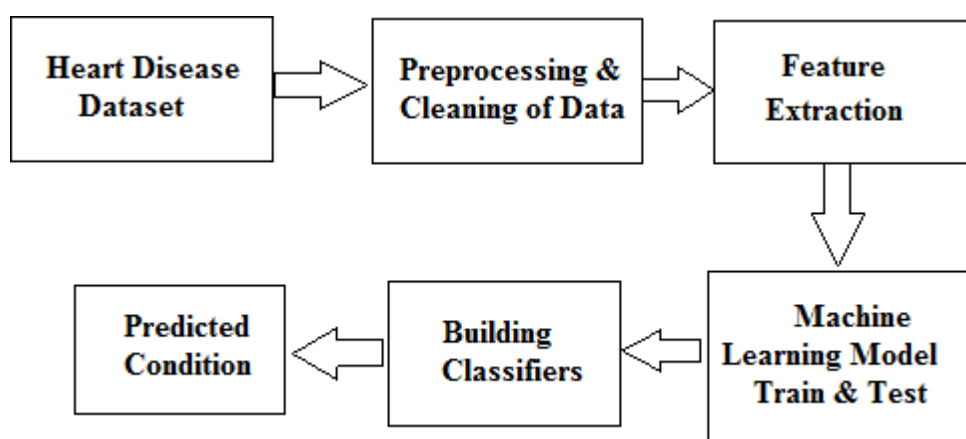 Heart Disease
Dataset
Preprocessing &
Cleaning of Data
Feature
Extraction
Machine
Learning Model
Train & Test
Building
Classifiers
Predicted
Condition